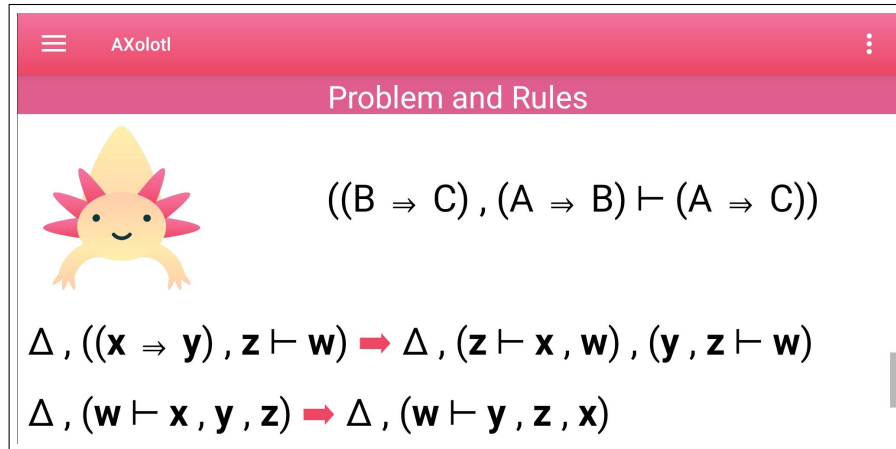 AXolotl
Problem and Rules
((B ⇒ C) , (A ⇒ B) ⊢ (A ⇒ C))
Δ , ((x ⇒ y) , z ⊢ w) ➡ Δ , (z ⊢ x , w) , (y , z ⊢ w)
Δ , (w ⊢ x , y , z) ➡ Δ , (w ⊢ y , z , x)